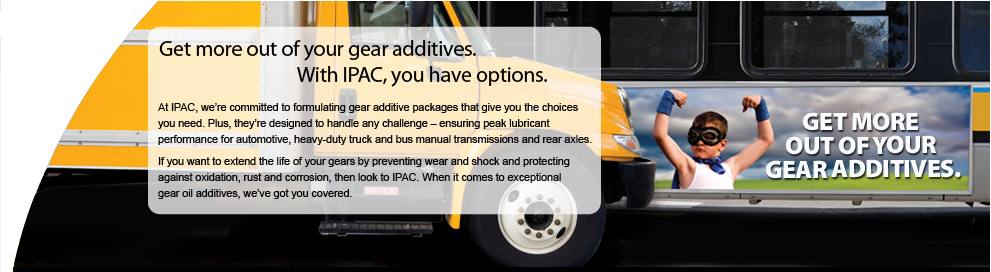 Get more out of your gear additives.
With IPAC, you have options.
At IPAC, we're committed to formulating gear additive packages that give you the choices
you need. Plus, they're designed to handle any challenge – ensuring peak lubricant
performance for automotive, heavy-duty truck and bus manual transmissions and rear axles.
If you want to extend the life of your gears by preventing wear and shock and protecting
against oxidation, rust and corrosion, then look to IPAC. When it comes to exceptional
gear oil additives, we've got you covered.
GET MORE
OUT OF YOUR
GEAR ADDITIVES.